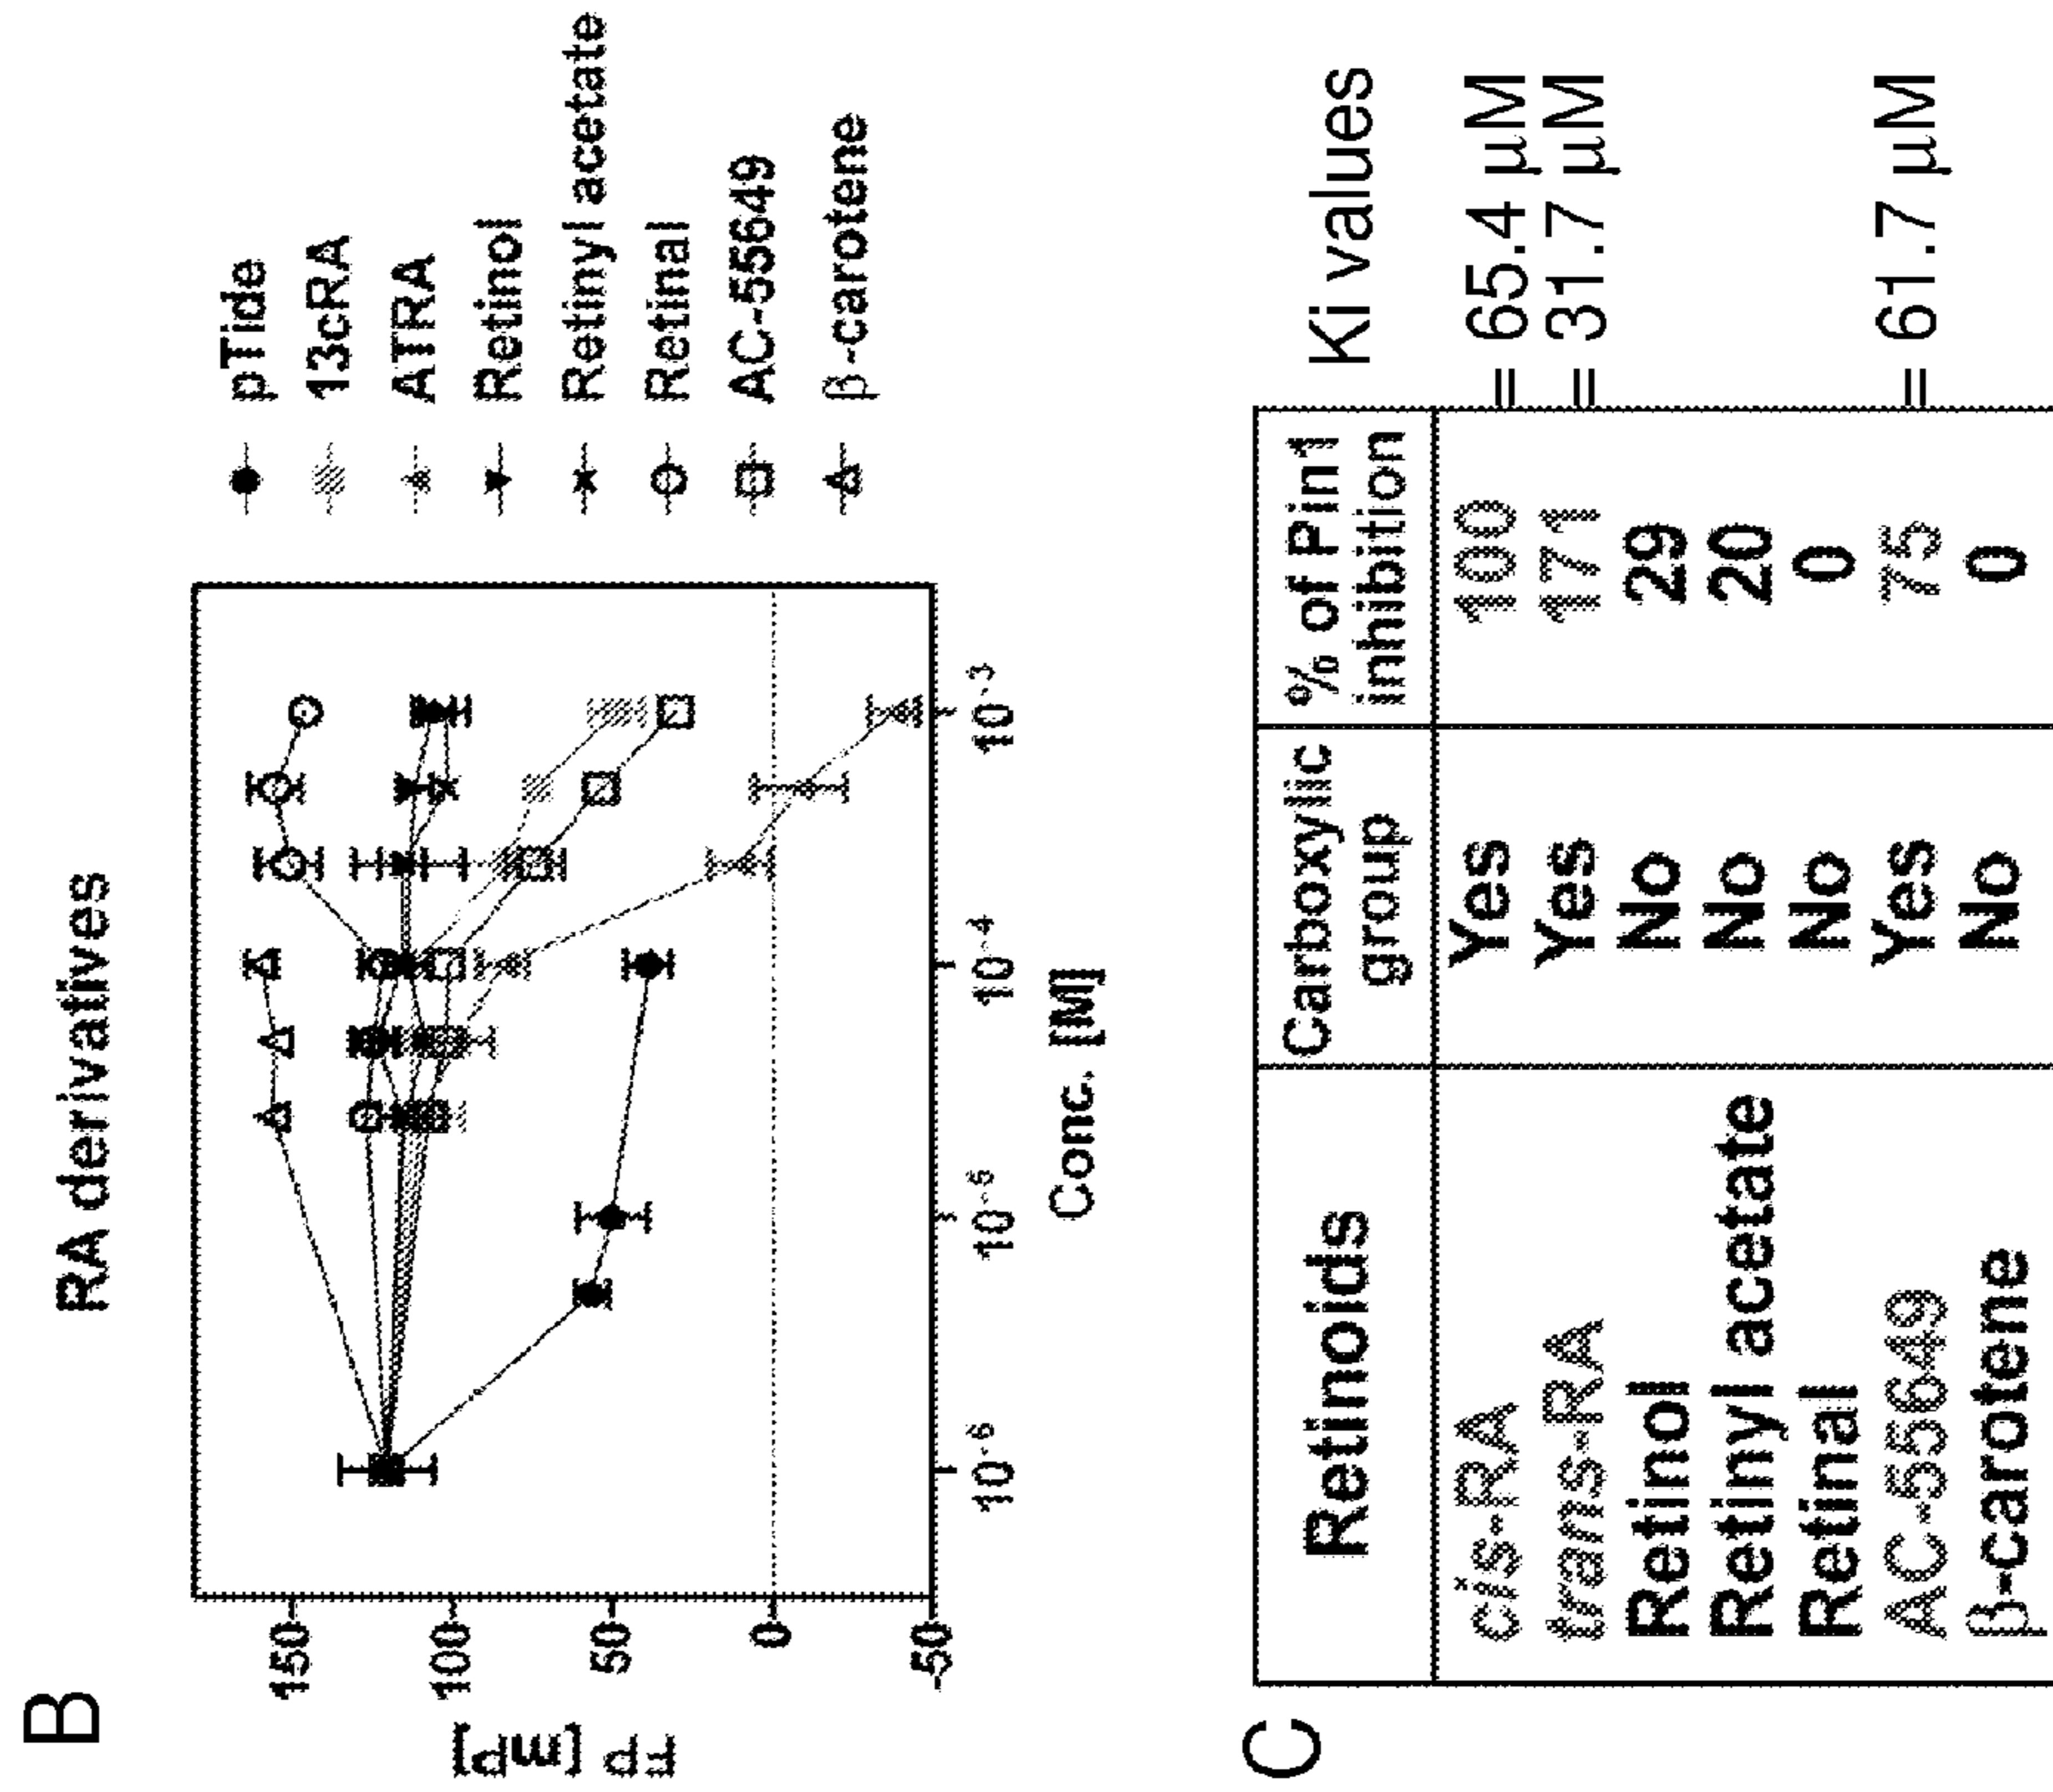 B
RA derivatives
FP [mP]
150
100
50
0
-50
10-6
10-5
10-4
10-3
Conc. [M]
pTide
13cRA
ATRA
Retinol
Retinyl acetate
Retinal
AC-55649
β-carotene
C
Retinoids Carboxylic group % of Pin1 inhibition Ki values
cis-RA Yes 100 = 65.4 µM
trans-RA Yes 171 = 31.7 µM
Retinol No 29
Retinyl acetate No 20
Retinal No 0
AC-55649 Yes 75 = 61.7 µM
β-carotene No 0